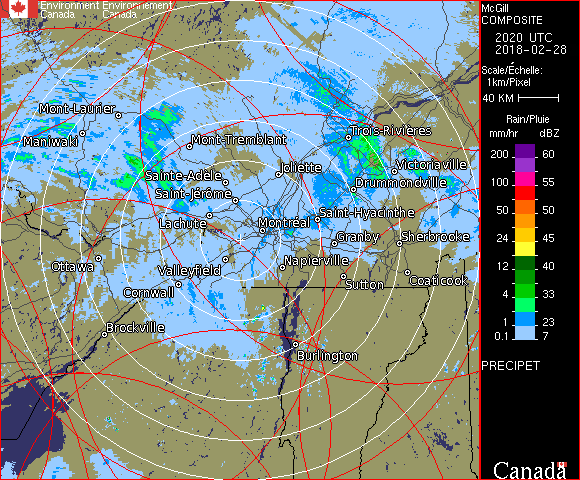 Environment Environnement
Canada Canada
McGill
COMPOSITE
2020 UTC
2018-02-28
Scale/Échelle:
1km/Pixel
40 KM
Rain/Pluie
mm/hr dBZ
200 60
100 55
50 50
24 45
12 40
4 33
1 23
0.1 7
PRECIPET
Canada
Mont-Laurier
Maniwaki
Mont-Tremblant
Trois-Rivières
Joliette
Victoriaville
Sainte-Adèle
Drummondville
Saint-Jérôme
Saint-Hyacinthe
Lachute
Montréal
Granby
Sherbrooke
Ottawa
Napierville
Valleyfield
Sutton
Coaticook
Cornwall
Brockville
Burlington